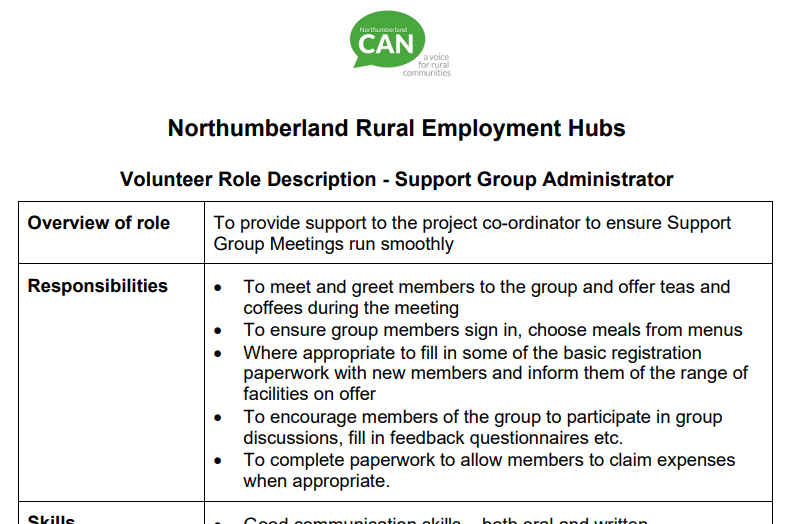 Northumberland
CAN
a voice
for rural
communities
Northumberland Rural Employment Hubs
Volunteer Role Description - Support Group Administrator
Overview of role
To provide support to the project co-ordinator to ensure Support
Group Meetings run smoothly
Responsibilities
• To meet and greet members to the group and offer teas and
coffees during the meeting
• To ensure group members sign in, choose meals from menus
• Where appropriate to fill in some of the basic registration
paperwork with new members and inform them of the range of
facilities on offer
• To encourage members of the group to participate in group
discussions, fill in feedback questionnaires etc.
• To complete paperwork to allow members to claim expenses
when appropriate.
Skills
• Good communication skills – both oral and written